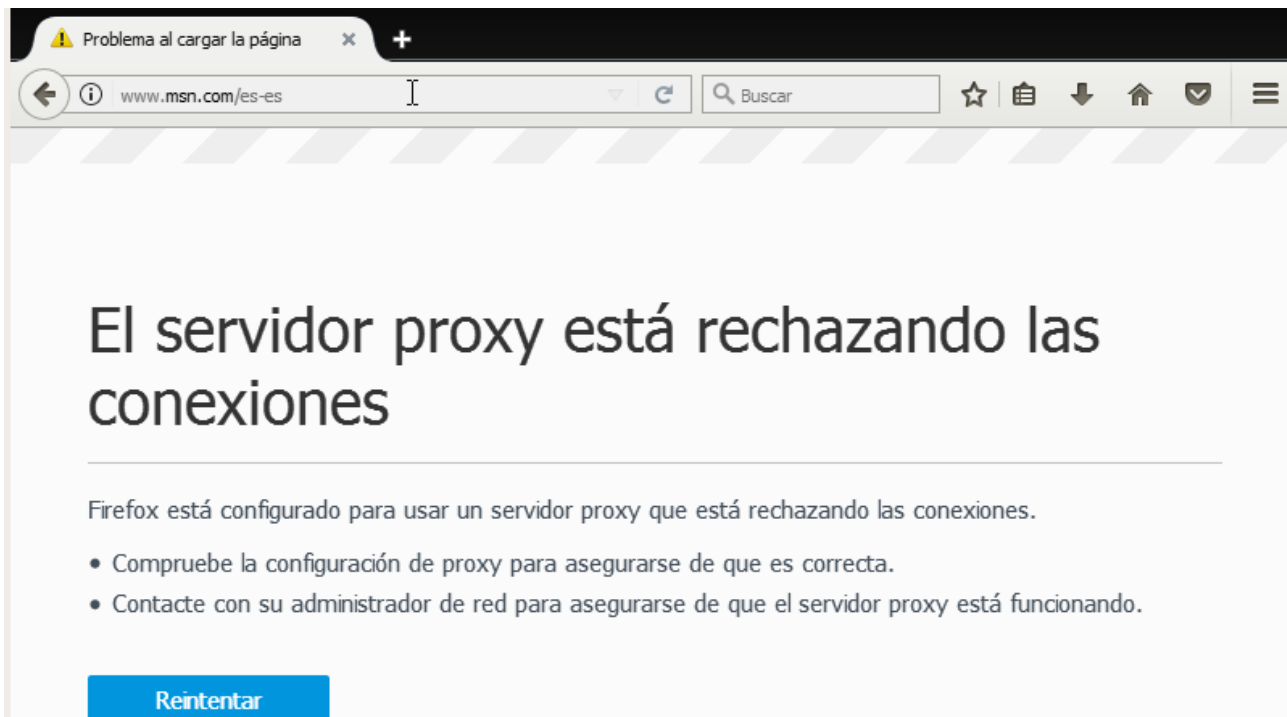 Problema al cargar la página
www.msn.com/es-es
Buscar
El servidor proxy está rechazando las
conexiones
Firefox está configurado para usar un servidor proxy que está rechazando las conexiones.
• Compruebe la configuración de proxy para asegurarse de que es correcta.
• Contacte con su administrador de red para asegurarse de que el servidor proxy está funcionando.
Reintentar